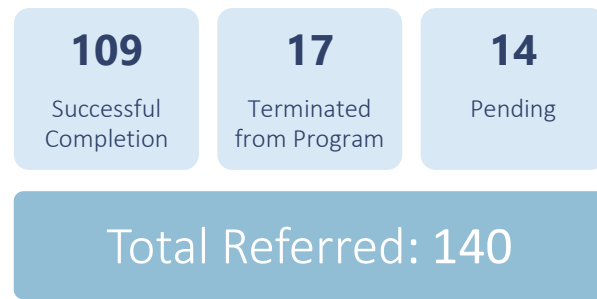 109
Successful
Completion
17
Terminated
from Program
14
Pending
Total Referred: 140